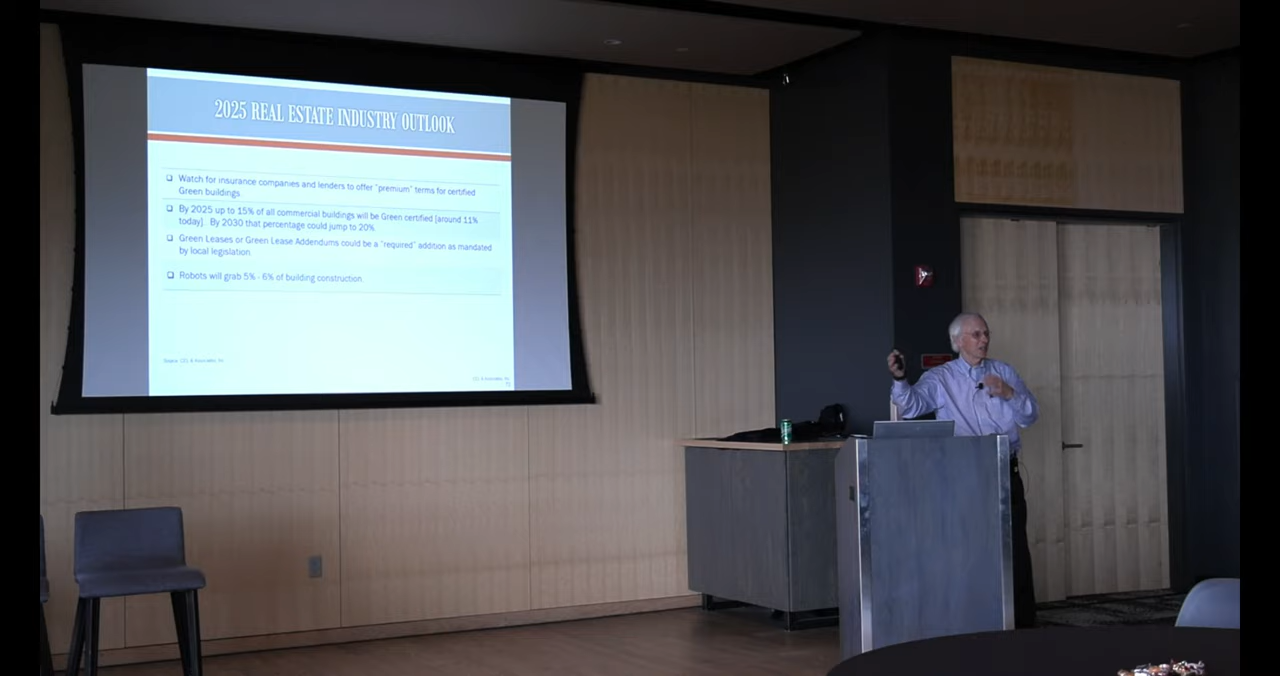 2025 REAL ESTATE INDUSTRY OUTLOOK
Watch for insurance companies and lenders to offer "premium" terms for certified
Green buildings.
By 2025 up to 15% of all commercial buildings will be Green certified [around 11%
today]. By 2030 that percentage could jump to 20%.
Green Leases or Green Lease Addendums could be a "required" addition as mandated
by local legislation.
Robots will grab 5% - 6% of building construction.